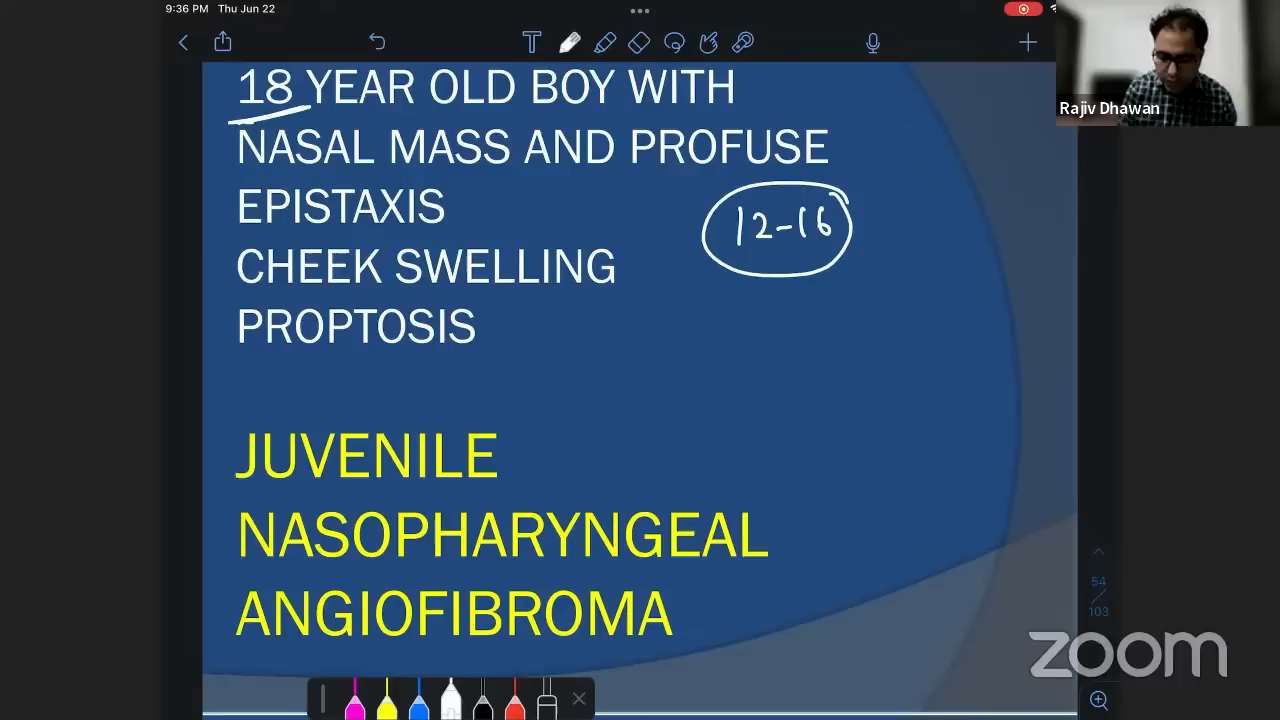 9:36 PM Thu Jun 22
Rajiv Dhawan
18 YEAR OLD BOY WITH
NASAL MASS AND PROFUSE
EPISTAXIS
12-16
CHEEK SWELLING
PROPTOSIS
JUVENILE
NASOPHARYNGEAL
ANGIOFIBROMA
54
103
zoom